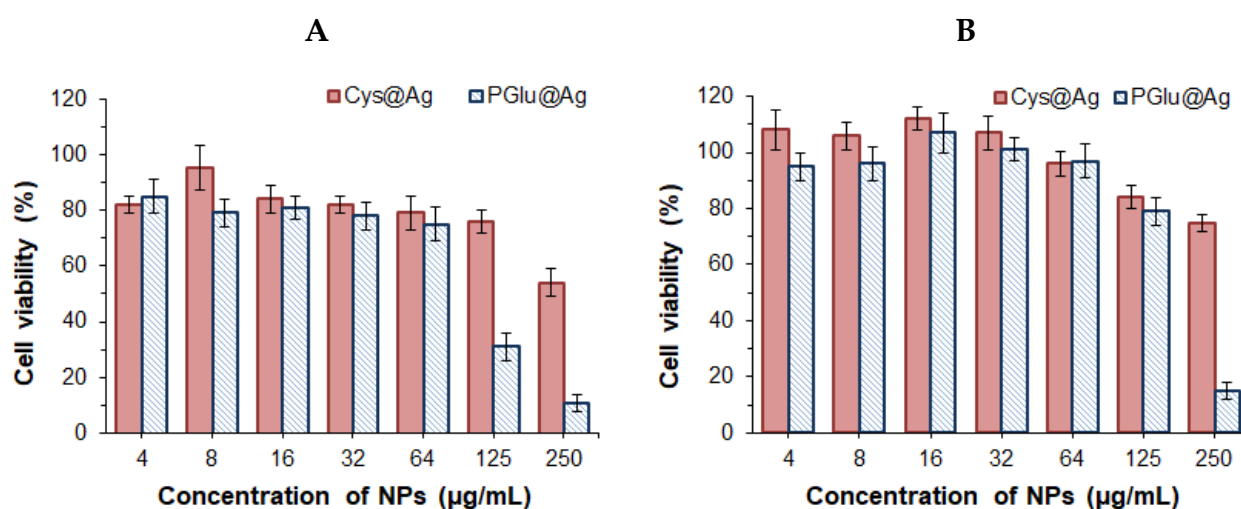 A
Cys@Ag PGlu@Ag
Cell viability (%)
120
100
80
60
40
20
0
4 8 16 32 64 125 250
Concentration of NPs (µg/mL)
B
Cys@Ag PGlu@Ag
Cell viability (%)
120
100
80
60
40
20
0
4 8 16 32 64 125 250
Concentration of NPs (µg/mL)